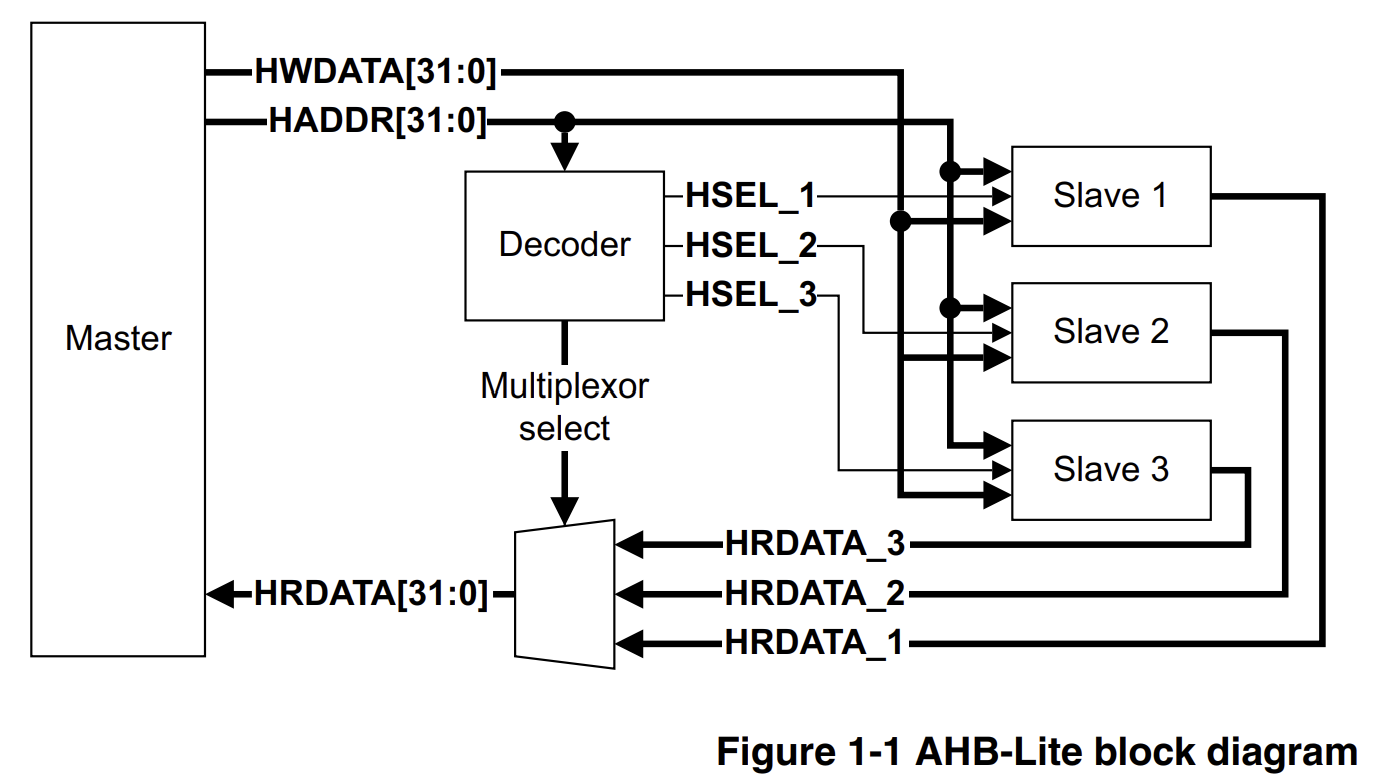 HWDATA[31:0]
HADDR[31:0]
HSEL_1
Slave 1
Decoder
HSEL_2
HSEL_3
Master
Slave 2
Multiplexor
select
Slave 3
HRDATA_3
HRDATA[31:0]
HRDATA_2
HRDATA_1
Figure 1-1 AHB-Lite block diagram